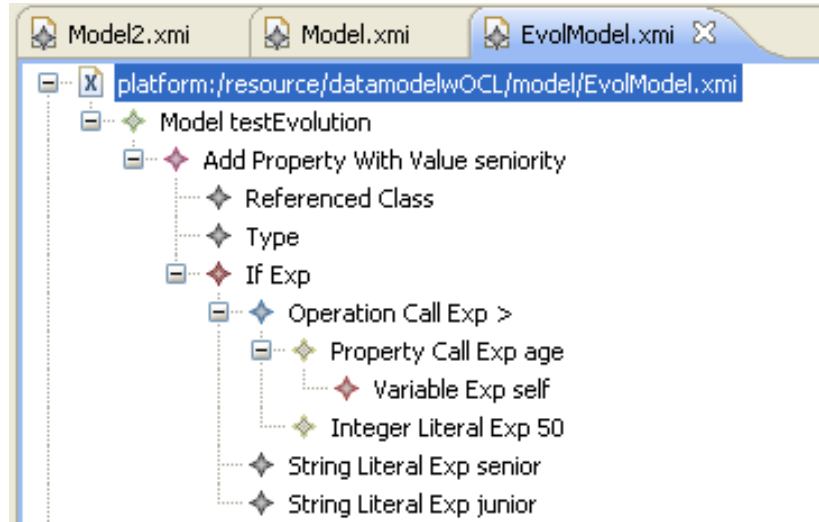 Model2.xmi Model.xmi EvolModel.xmi
platform:/resource/datamodelwOCL/model/EvolModel.xmi
Model testEvolution
Add Property With Value seniority
Referenced Class
Type
If Exp
Operation Call Exp >
Property Call Exp age
Variable Exp self
Integer Literal Exp 50
String Literal Exp senior
String Literal Exp junior